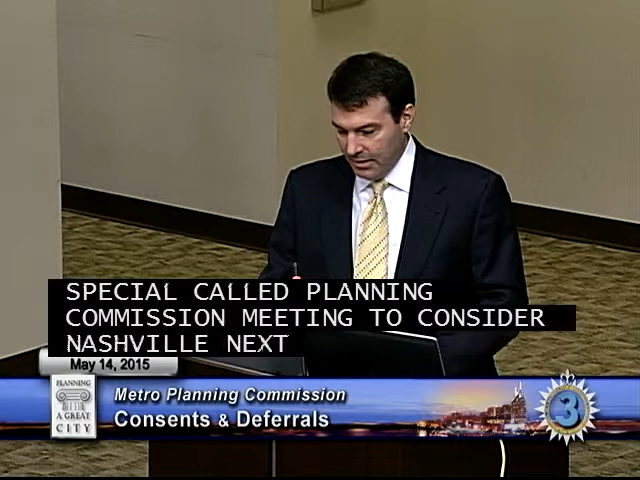 SPECIAL CALLED PLANNING
COMMISSION MEETING TO CONSIDER
NASHVILLE NEXT
May 14, 2015
PLANNING
A GREAT
CITY
Metro Planning Commission
Consents & Deferrals
3